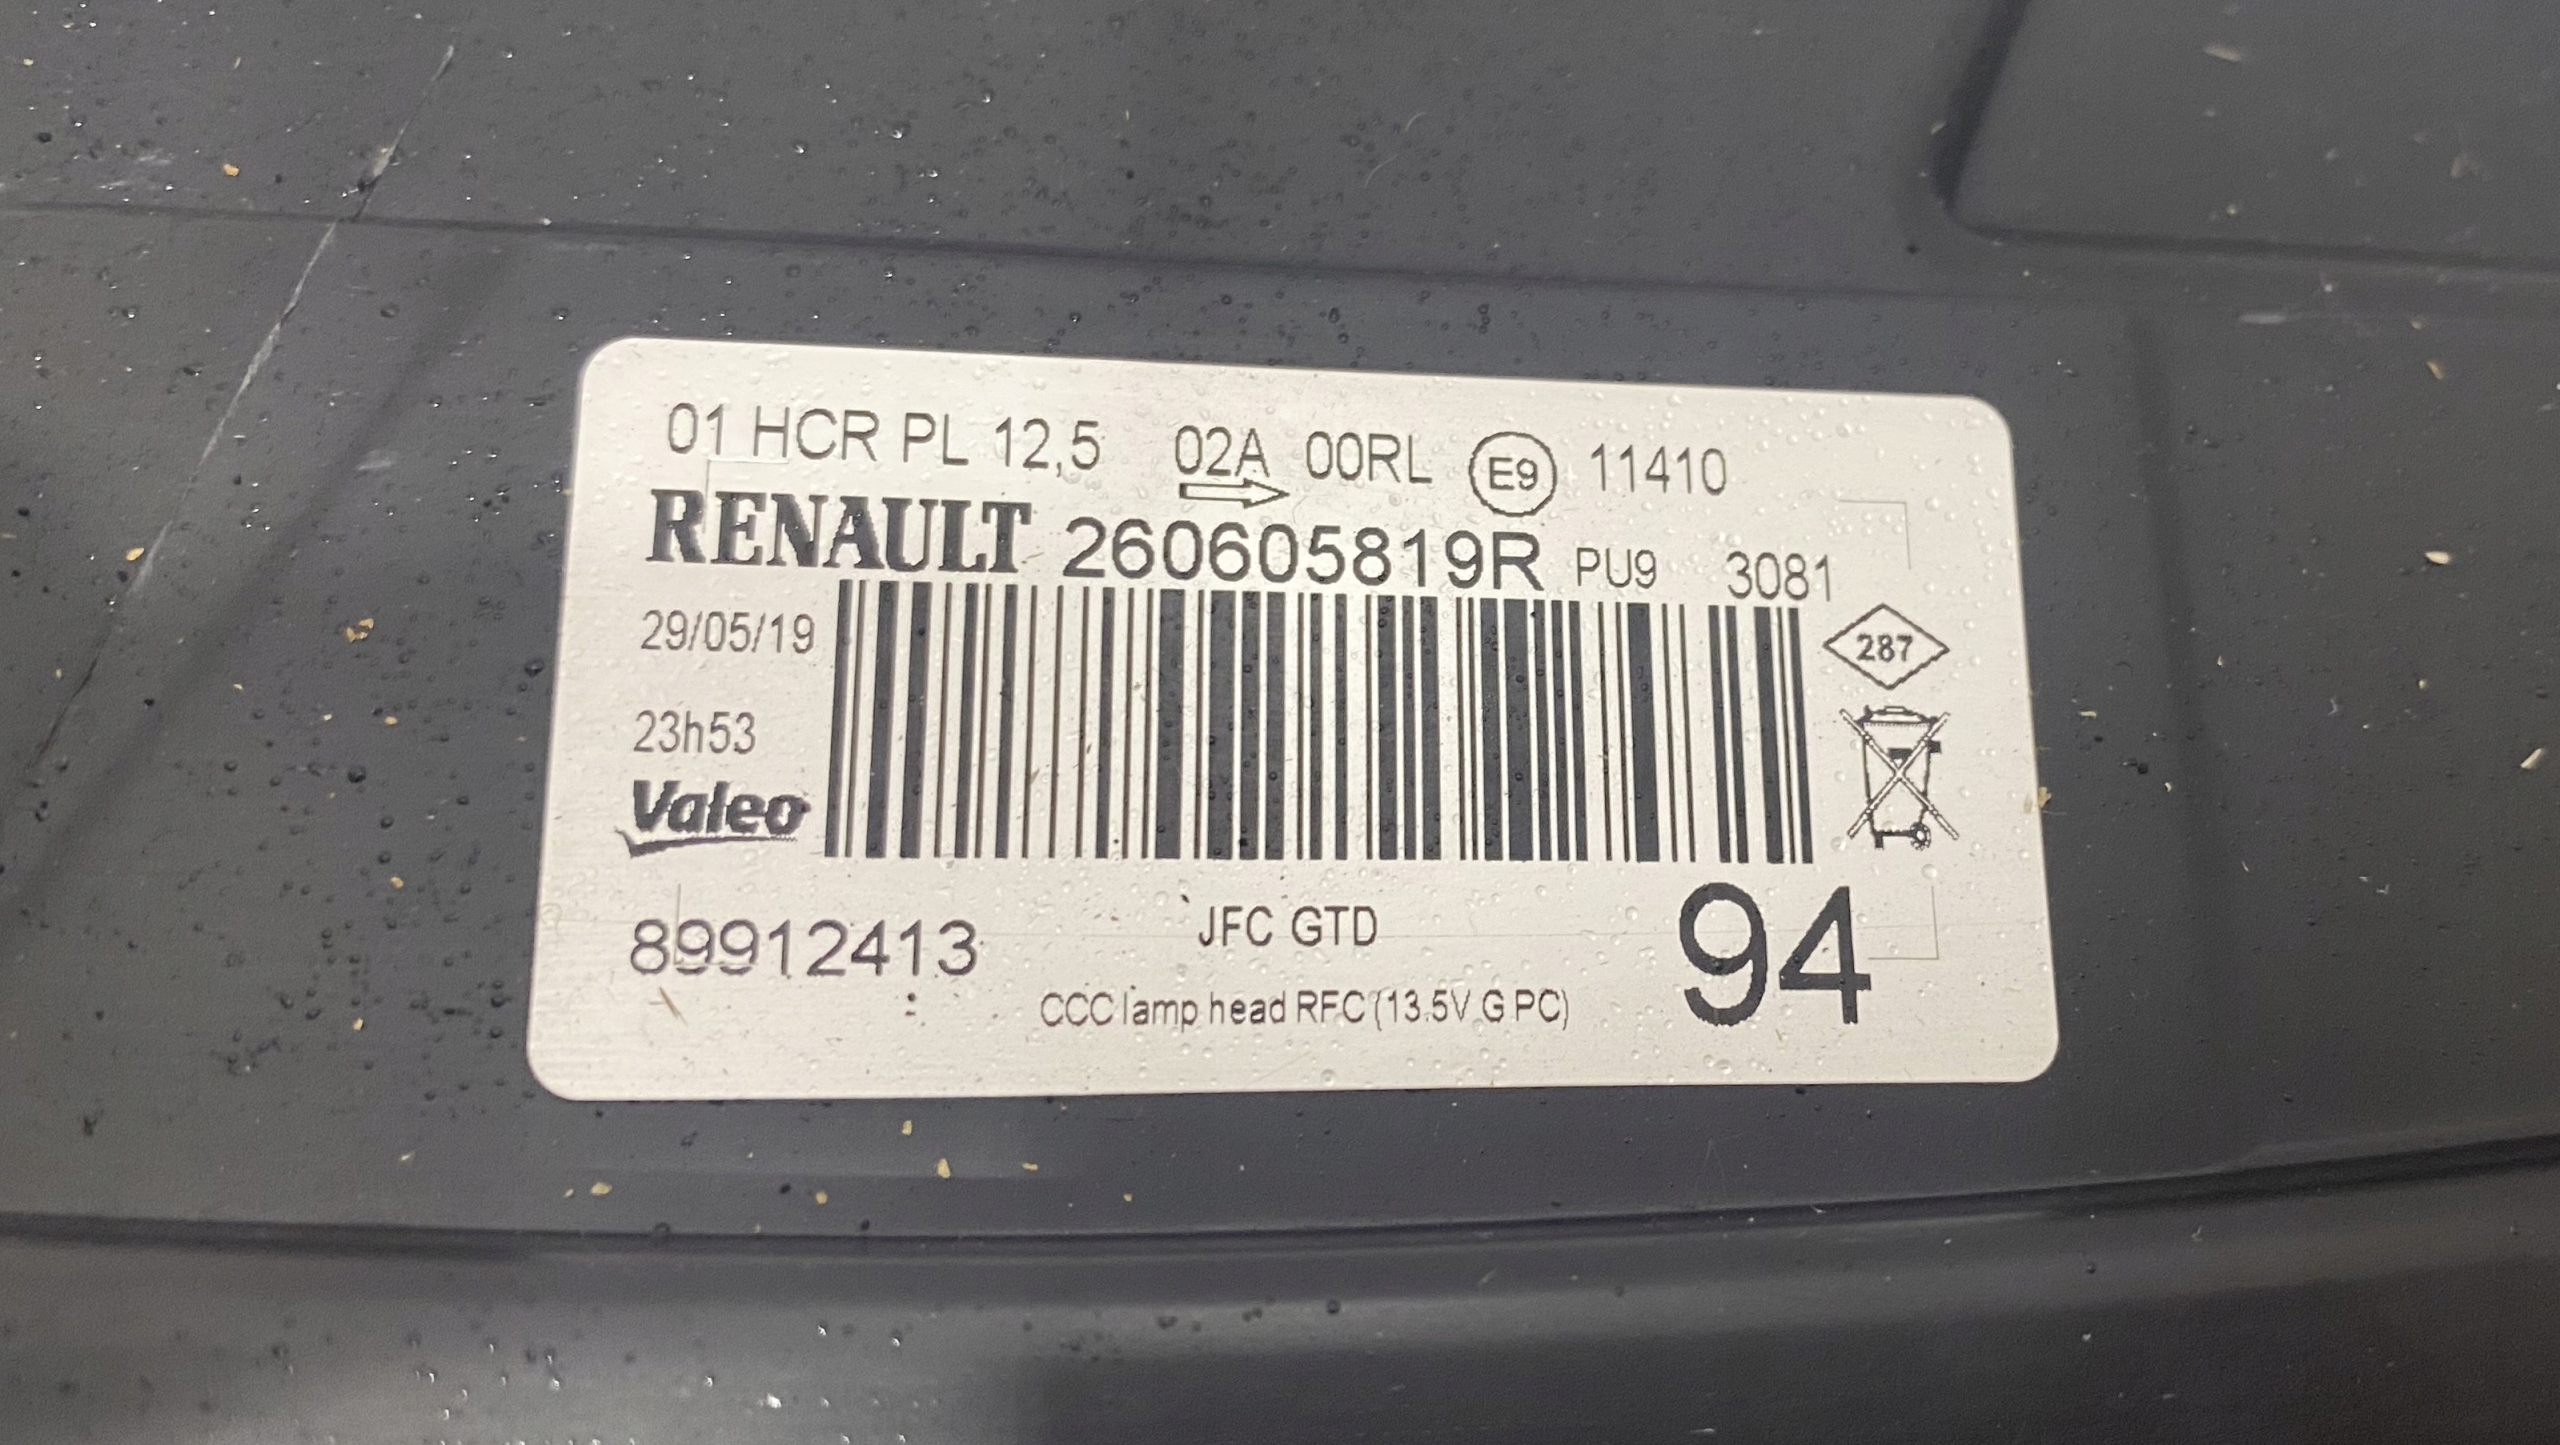 01 HCR PL 12,5 02A 00RL E9 11410
RENAULT 260605819R PU9 3081
29/05/19
287
23h53
Valeo
89912413 JFC GTD 94
CCC lamp head RFC (13.5V G PC)